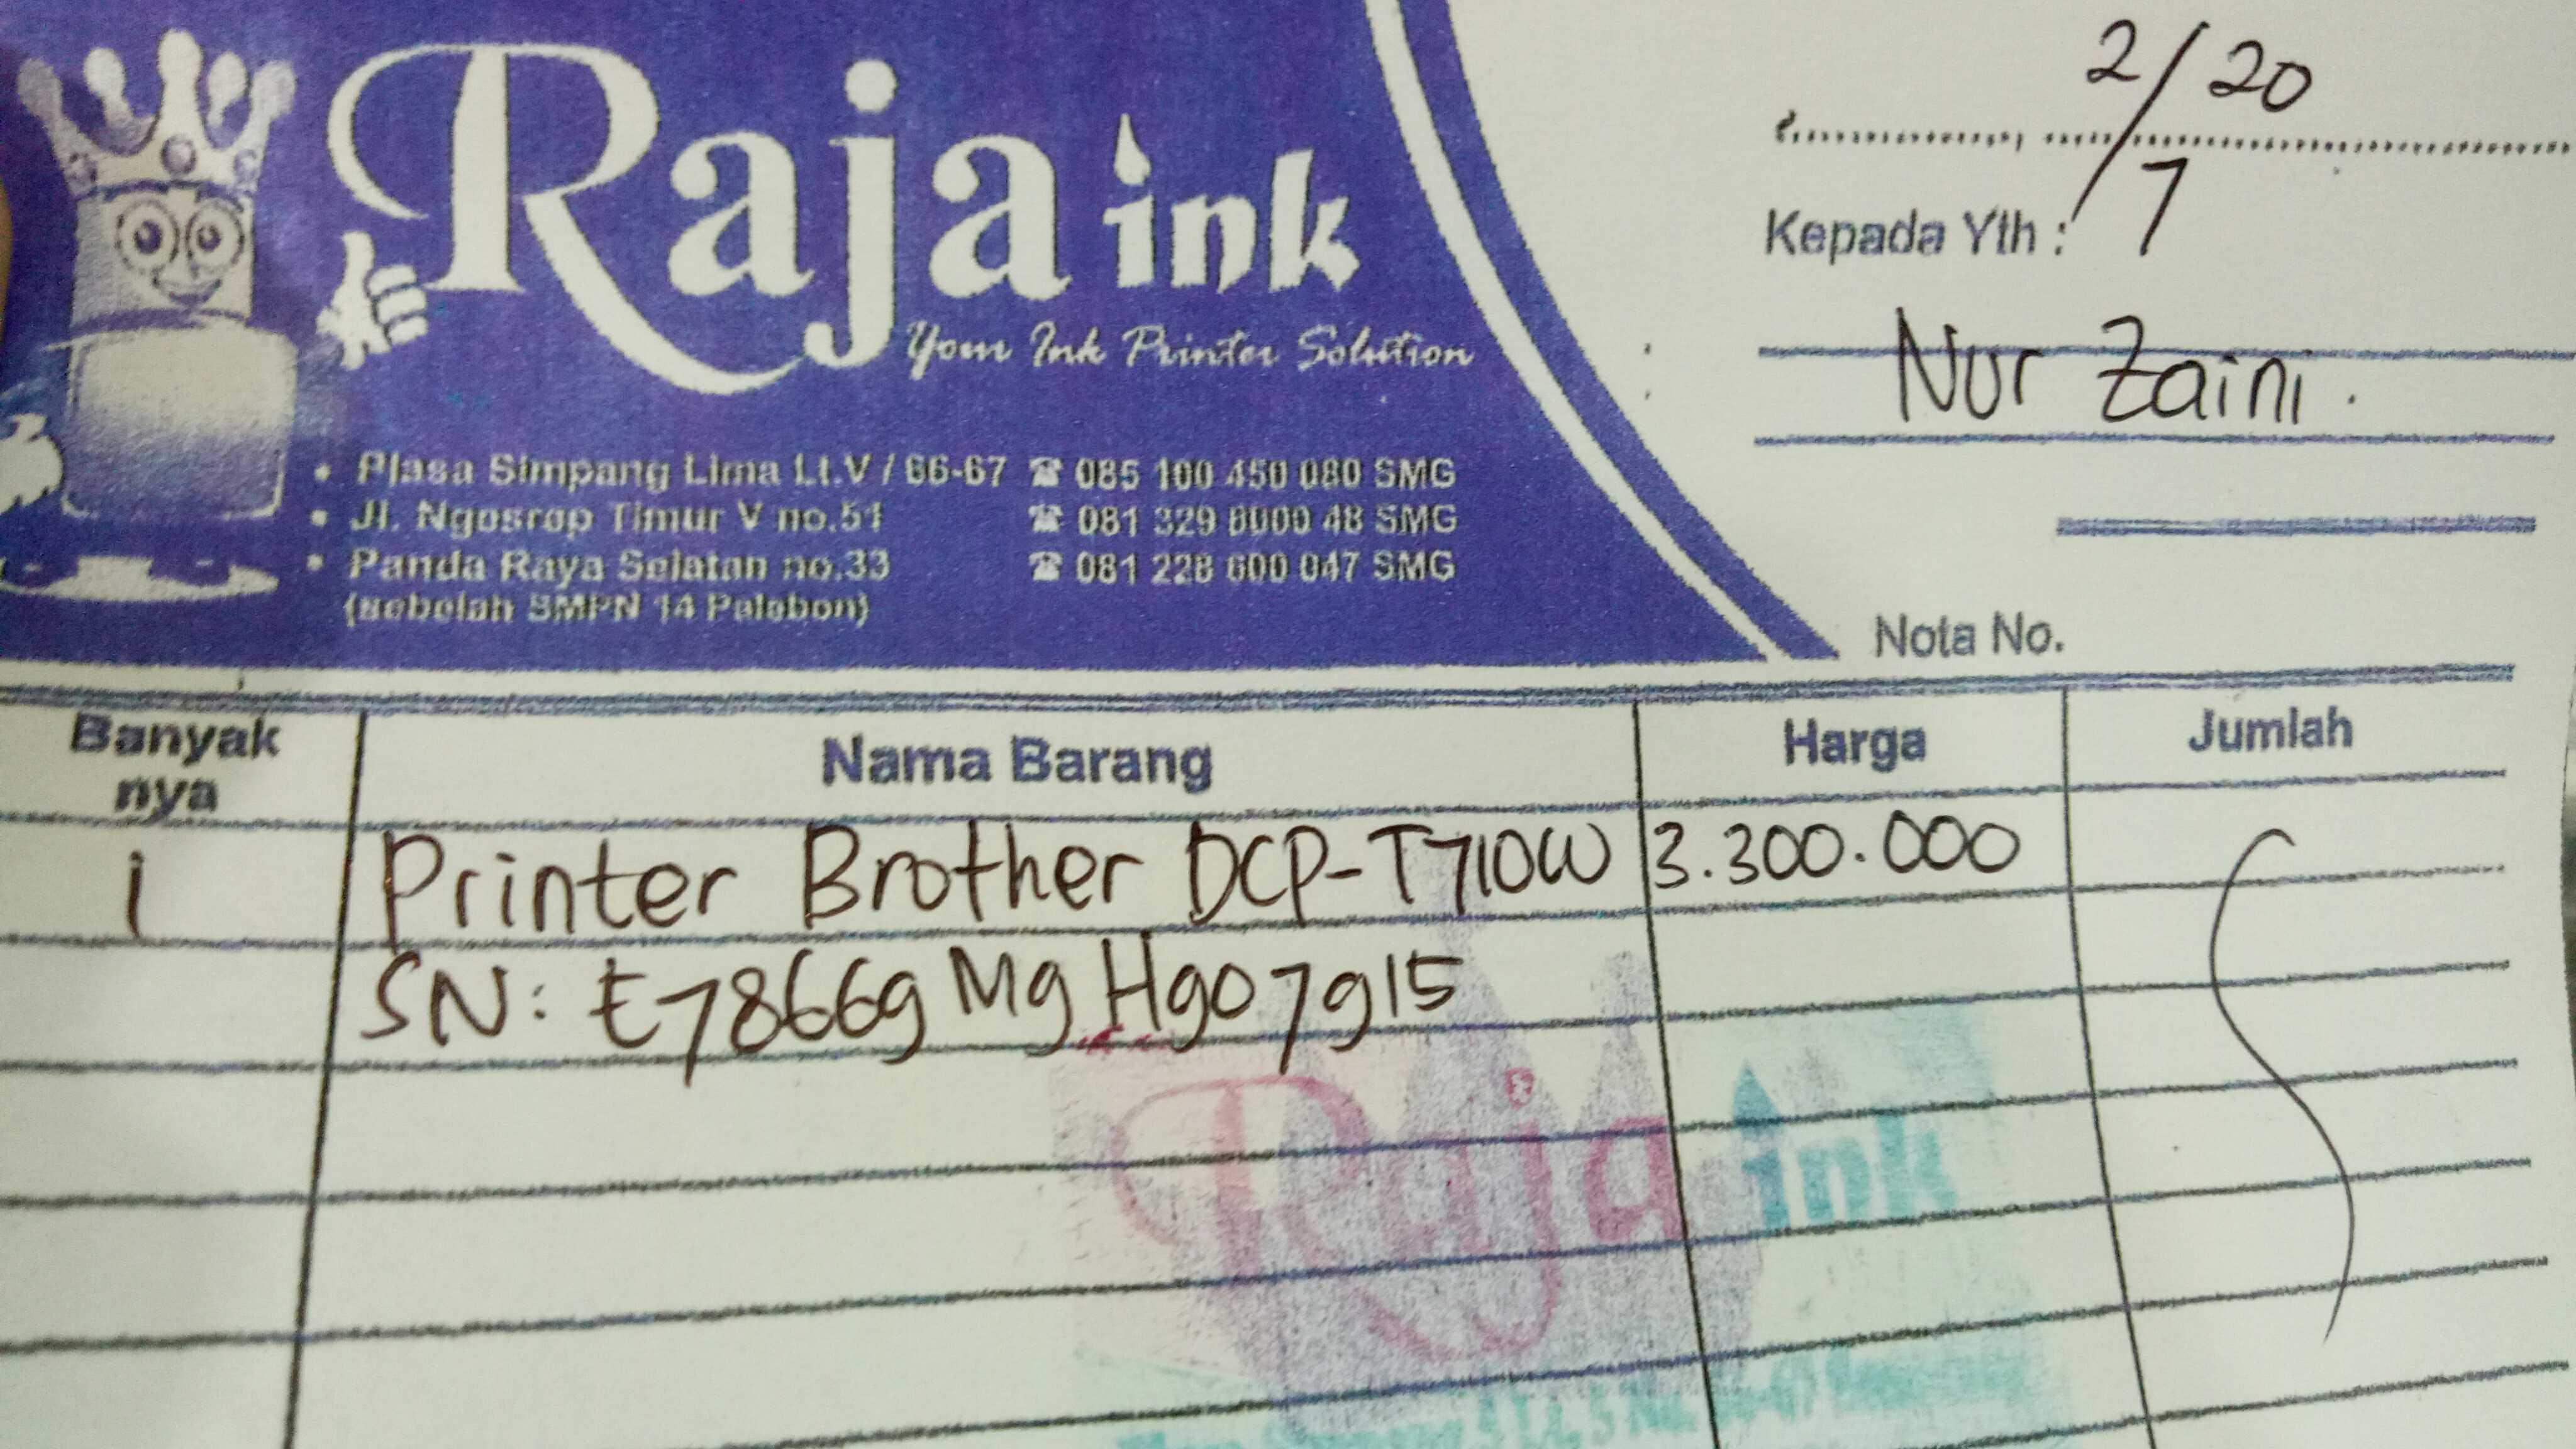 Raja ink
Your Ink Printer Solution
• Plasa Simpang Lima Lt.V / 66-67 ☎ 085 100 450 080 SMG
• Jl. Ngesrep Timur V no.51 ☎ 081 329 8000 48 SMG
• Panda Raya Selatan no.33 ☎ 081 228 600 047 SMG
(sebelah SMPN 14 Palebon)
2/7 20
Kepada Yth :
Nur Zaini.
Nota No.
Banyak nya Nama Barang Harga Jumlah
1 Printer Brother DCP-T710W 3.300.000
SN: E78669M9H907915
Raja ink